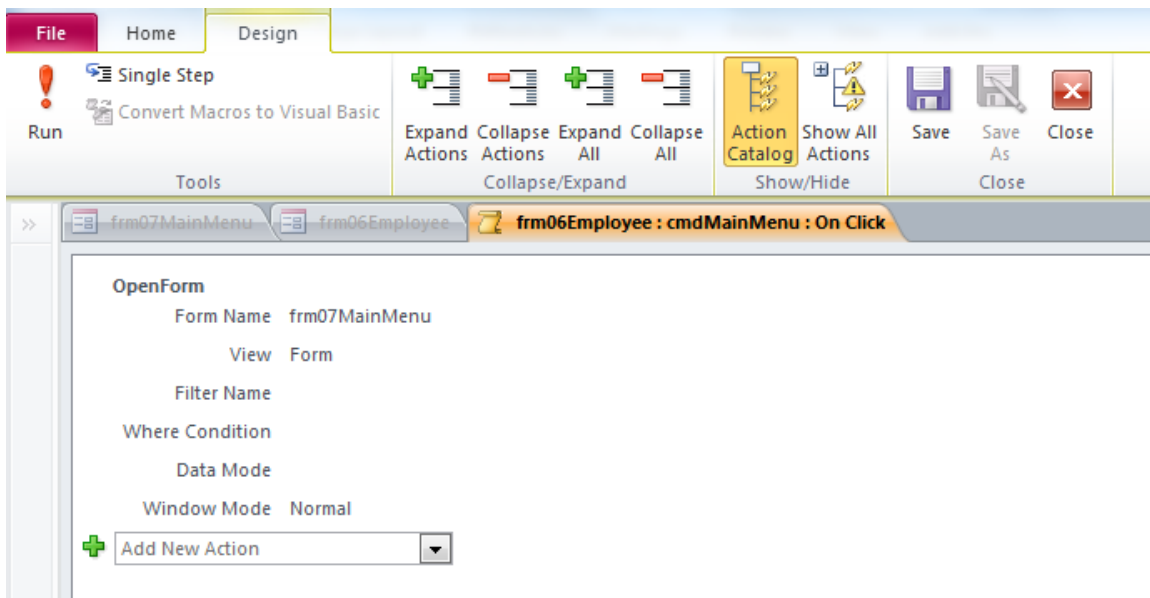 File Home Design
Single Step
Convert Macros to Visual Basic
Run
Expand Actions
Collapse Actions
Expand All
Collapse All
Action Catalog
Show All Actions
Save
Save As
Close
Tools
Collapse/Expand
Show/Hide
Close
frm07MainMenu frm06Employee frm06Employee : cmdMainMenu : On Click
OpenForm
Form Name frm07MainMenu
View Form
Filter Name
Where Condition
Data Mode
Window Mode Normal
Add New Action